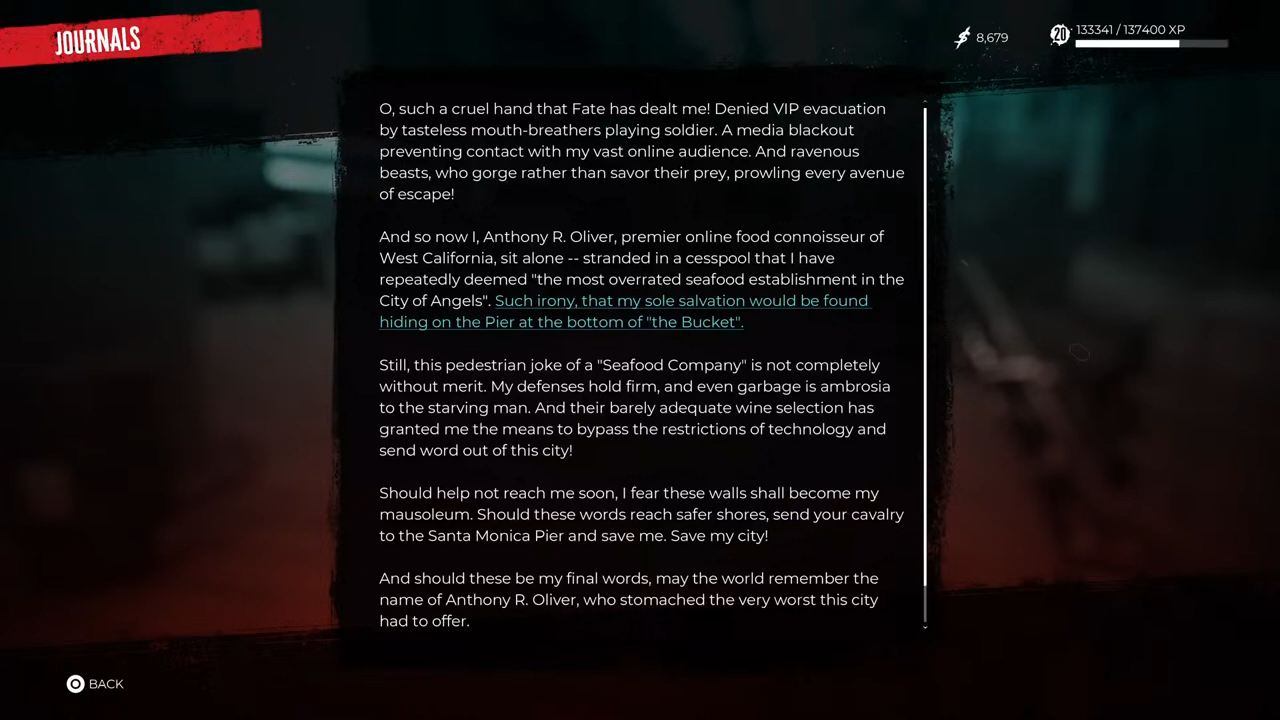 JOURNALS
8,679
20
133341 / 137400 XP
O, such a cruel hand that Fate has dealt me! Denied VIP evacuation
by tasteless mouth-breathers playing soldier. A media blackout
preventing contact with my vast online audience. And ravenous
beasts, who gorge rather than savor their prey, prowling every avenue
of escape!
And so now I, Anthony R. Oliver, premier online food connoisseur of
West California, sit alone -- stranded in a cesspool that I have
repeatedly deemed "the most overrated seafood establishment in the
City of Angels". Such irony, that my sole salvation would be found
hiding on the Pier at the bottom of "the Bucket".
Still, this pedestrian joke of a "Seafood Company" is not completely
without merit. My defenses hold firm, and even garbage is ambrosia
to the starving man. And their barely adequate wine selection has
granted me the means to bypass the restrictions of technology and
send word out of this city!
Should help not reach me soon, I fear these walls shall become my
mausoleum. Should these words reach safer shores, send your cavalry
to the Santa Monica Pier and save me. Save my city!
And should these be my final words, may the world remember the
name of Anthony R. Oliver, who stomached the very worst this city
had to offer.
BACK